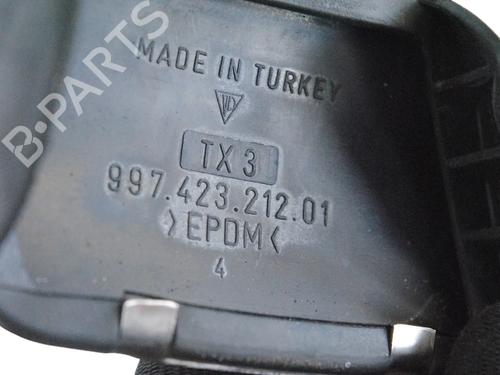 B-PARTS
MADE IN TURKEY
TX 3
997.423.212.01
>EPDM<
4